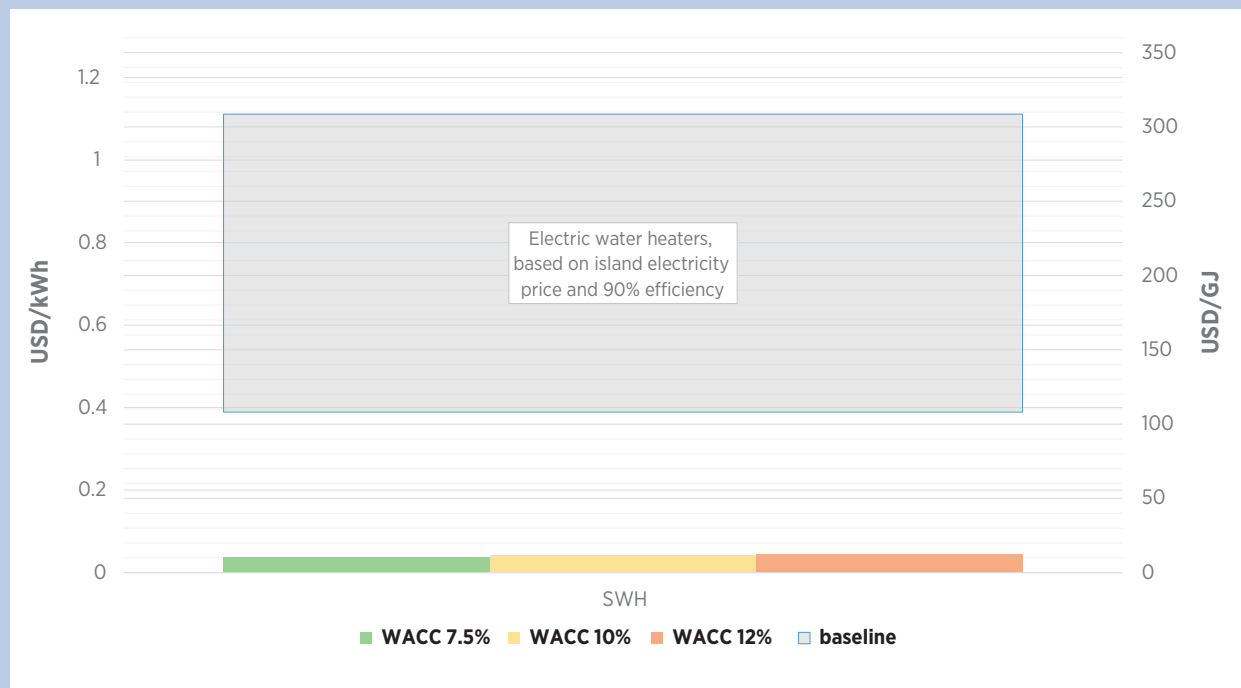 USD/kWh
1.2
1
0.8
0.6
0.4
0.2
0
Electric water heaters,
based on island electricity
price and 90% efficiency
350
300
250
200
150
100
50
0
USD/GJ
SWH
WACC 7.5%
WACC 10%
WACC 12%
baseline